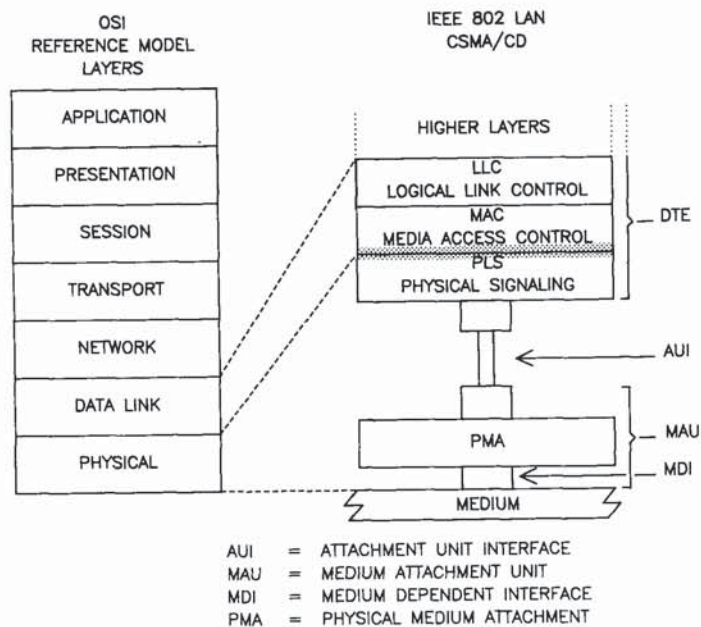 OSI
REFERENCE MODEL
LAYERS
APPLICATION
PRESENTATION
SESSION
TRANSPORT
NETWORK
DATA LINK
PHYSICAL
IEEE 802 LAN
CSMA/CD
HIGHER LAYERS
LLC
LOGICAL LINK CONTROL
MAC
MEDIA ACCESS CONTROL
PLS
PHYSICAL SIGNALING
DTE
AUI
PMA
MAU
MDI
MEDIUM
AUI = ATTACHMENT UNIT INTERFACE
MAU = MEDIUM ATTACHMENT UNIT
MDI = MEDIUM DEPENDENT INTERFACE
PMA = PHYSICAL MEDIUM ATTACHMENT